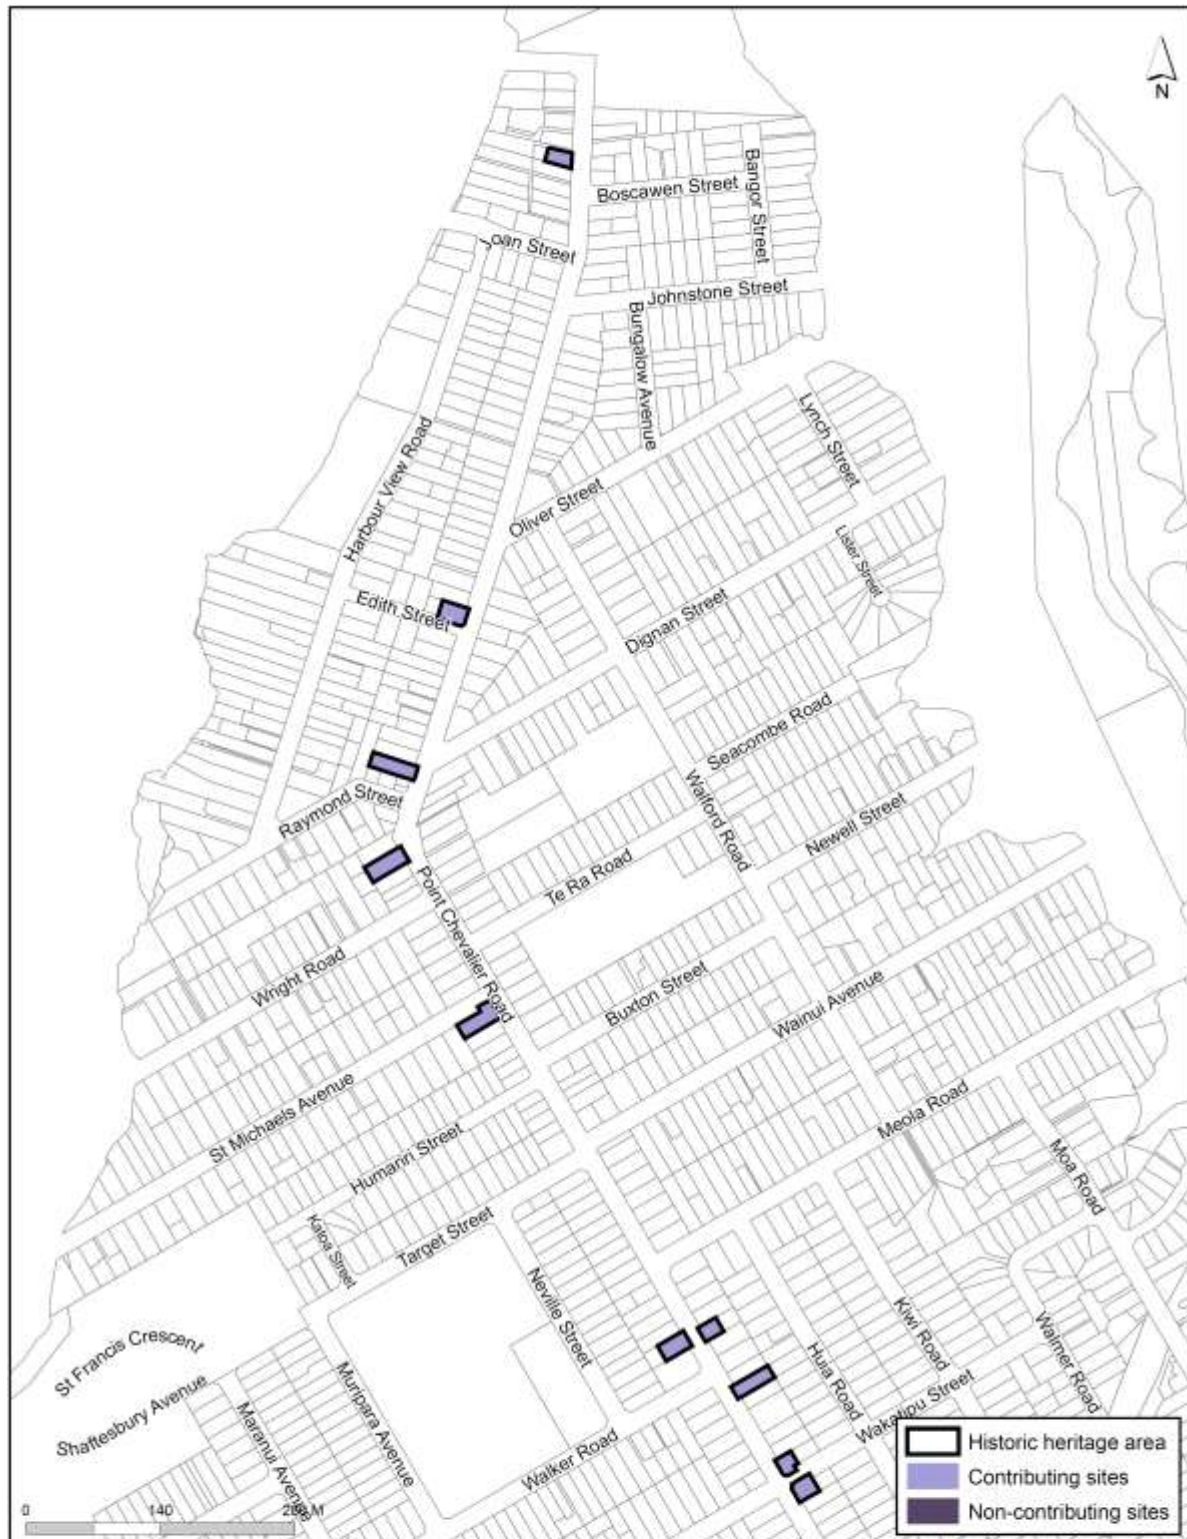 N
Boscawen Street
Bangor Street
Joan Street
Johnstone Street
Bungalow Avenue
Lynch Street
Harbour View Road
Oliver Street
Lister Street
Edith Street
Dignan Street
Seacombe Road
Walford Road
Raymond Street
Newell Street
Te Ra Road
Point Chevalier Road
Wright Road
Buxton Street
Wainui Avenue
St Michaels Avenue
Meola Road
Humariri Street
Moa Road
Target Street
Katoa Street
Neville Street
Kiwi Road
Walmer Road
Huia Road
St Francis Crescent
Muripara Avenue
Shaftesbury Avenue
Maranui Avenue
Wakatipu Street
Walker Road
Historic heritage area
Contributing sites
Non-contributing sites
0 140 M